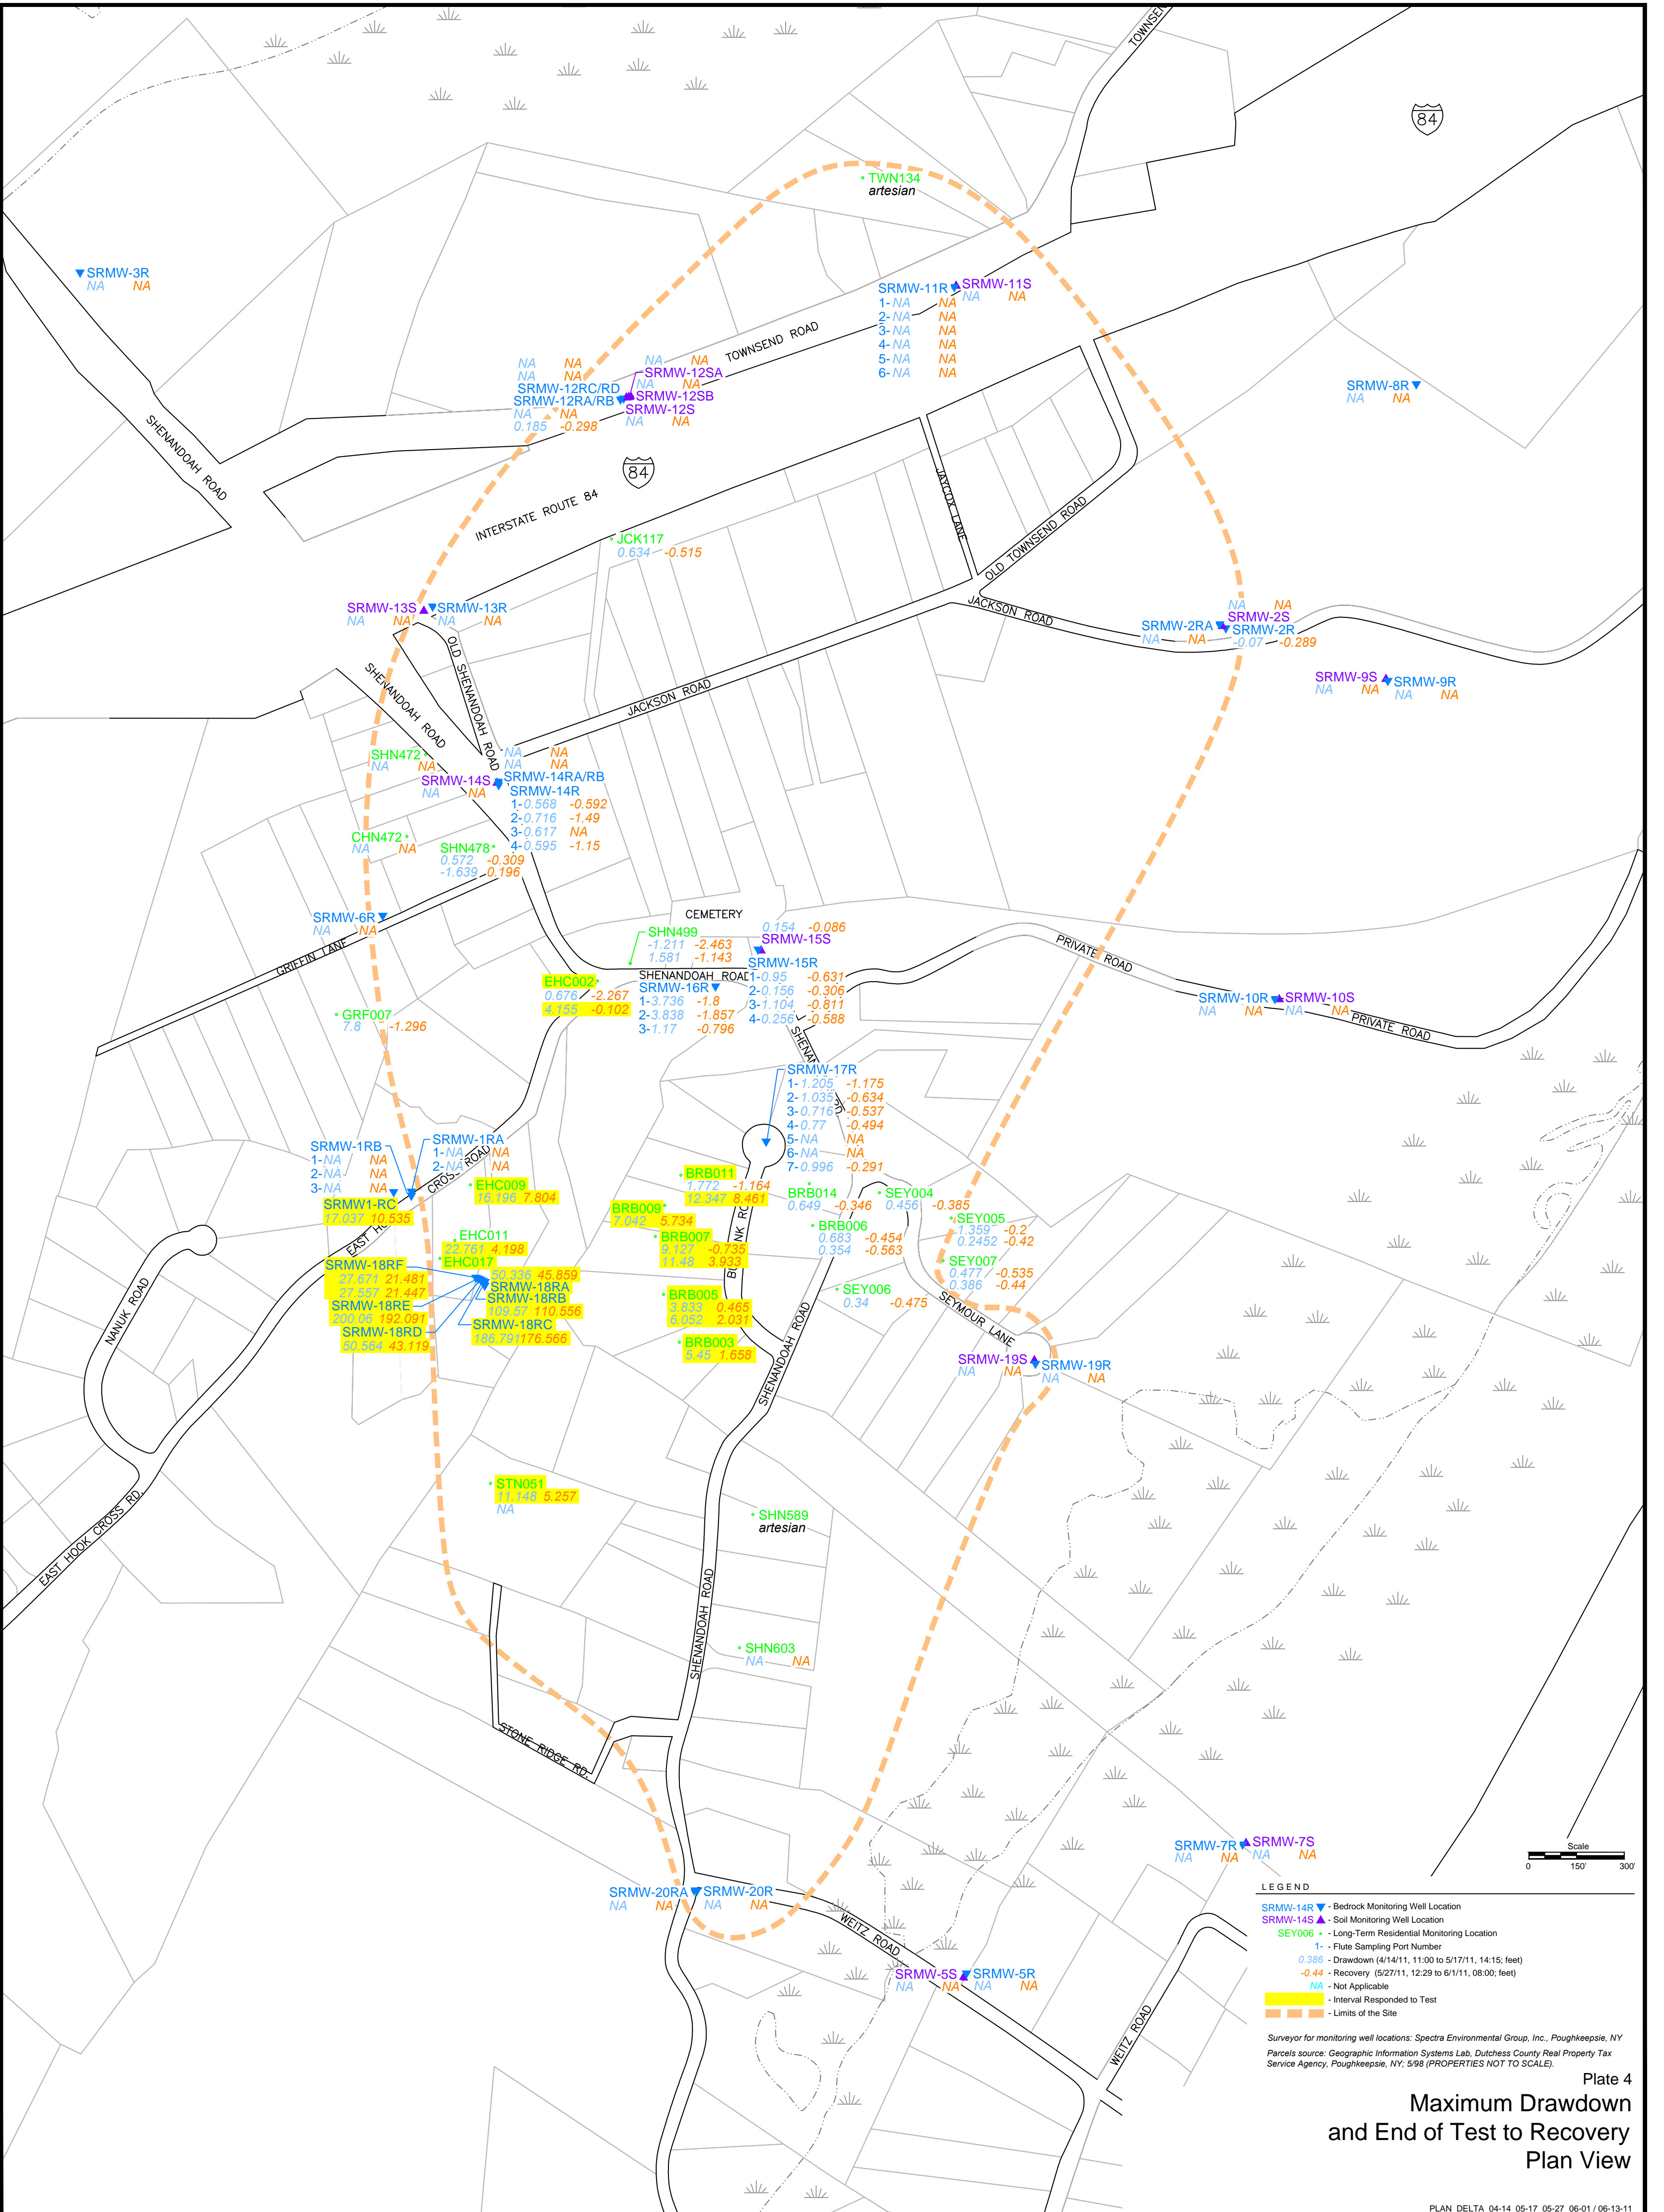 TOWNSEN
84
TWN134
artesian
SRMW-3R
NA NA
SRMW-11R
SRMW-11S
NA NA
1- NA NA
2- NA NA
3- NA NA
4- NA NA
5- NA NA
6- NA NA
TOWNSEND ROAD
NA NA
NA NA
SRMW-12RC/RD
SRMW-12RA/RB
NA NA
0.185 -0.298
NA NA
SRMW-12SA
NA NA
SRMW-12SB
SRMW-12S
NA NA
SRMW-8R
NA NA
SHENANDOAH ROAD
84
INTERSTATE ROUTE 84
JAYCOX LANE
OLD TOWNSEND ROAD
JCK117
0.634 -0.515
JACKSON ROAD
SRMW-13S
NA NA
SRMW-13R
NA NA
NA NA
SRMW-2S
SRMW-2RA
NA NA
SRMW-2R
-0.07 -0.289
SRMW-9S
NA NA
SRMW-9R
NA NA
OLD SHENANDOAH ROAD
SHENANDOAH ROAD
JACKSON ROAD
SHN472
NA NA
NA NA
NA NA
SRMW-14S
NA NA
SRMW-14RA/RB
SRMW-14R
1- 0.568 -0.592
2- 0.716 -1.49
3- 0.617 NA
4- 0.595 -1.15
CHN472
NA NA
SHN478
0.572 -0.309
-1.639 0.196
SRMW-6R
NA NA
GRIFFIN LANE
CEMETERY
SHN499
-1.211 -2.463
1.581 -1.143
0.154 -0.086
SRMW-15S
SRMW-15R
1- 0.95 -0.631
2- 0.156 -0.306
3- 1.104 -0.811
4- 0.256 -0.588
SHENANDOAH ROAD
SRMW-16R
1- 3.736 -1.8
2- 3.838 -1.857
3- 1.17 -0.796
EHC002
0.676 -2.267
4.155 -0.102
PRIVATE ROAD
SRMW-10R
NA NA
SRMW-10S
NA NA
PRIVATE ROAD
GRF007
7.8 -1.296
SRMW-17R
1- 1.205 -1.175
2- 1.035 -0.634
3- 0.716 -0.537
4- 0.77 -0.494
5- NA NA
6- NA NA
7- 0.996 -0.291
SRMW-1RB
1- NA NA
2- NA NA
3- NA NA
SRMW-1RA
1- NA NA
2- NA NA
SRMW1-RC
17.037 10.535
EHC009
16.196 7.804
BRB011
1.772 -1.164
12.347 8.461
BRB014
0.649 -0.346
SEY004
0.456 -0.385
BRB009
7.042 5.734
BRB006
0.683 -0.454
0.354 -0.563
SEY005
1.359 -0.2
0.2452 -0.42
EHC011
22.761 4.198
EHC017
BRB007
9.127 -0.735
11.48 3.933
SEY007
0.477 -0.535
0.386 -0.44
SRMW-18RF
27.671 21.481
27.557 21.447
50.336 45.859
SRMW-18RA
SRMW-18RB
109.57 110.556
SRMW-18RE
200.06 192.091
SRMW-18RC
186.791 176.566
SRMW-18RD
50.564 43.119
BRB005
3.833 0.465
6.052 2.031
SEY006
0.34 -0.475
BRB003
5.45 1.658
SEYMOUR LANE
SRMW-19S
NA NA
SRMW-19R
NA NA
NANUK ROAD
SHENANDOAH ROAD
STN051
11.148 5.257
NA
SHN589
artesian
EAST HOOK CROSS RD.
SHENANDOAH ROAD
SHN603
NA NA
STONE RIDGE RD.
SRMW-20RA
NA NA
SRMW-20R
NA NA
WEITZ ROAD
SRMW-5S
NA NA
SRMW-5R
NA NA
SRMW-7R
NA NA
SRMW-7S
NA NA
WEITZ ROAD
Scale
0 150' 300'
LEGEND
SRMW-14R - Bedrock Monitoring Well Location
SRMW-14S - Soil Monitoring Well Location
SEY006 - Long-Term Residential Monitoring Location
1- - Flute Sampling Port Number
0.386 - Drawdown (4/14/11, 11:00 to 5/17/11, 14:15; feet)
-0.44 - Recovery (5/27/11, 12:29 to 6/1/11, 08:00; feet)
NA - Not Applicable
- Interval Responded to Test
- Limits of the Site
Surveyor for monitoring well locations: Spectra Environmental Group, Inc., Poughkeepsie, NY
Parcels source: Geographic Information Systems Lab, Dutchess County Real Property Tax
Service Agency, Poughkeepsie, NY; 5/98 (PROPERTIES NOT TO SCALE).
Plate 4
Maximum Drawdown
and End of Test to Recovery
Plan View
PLAN_DELTA_04-14_05-17_05-27_06-01 / 06-13-11